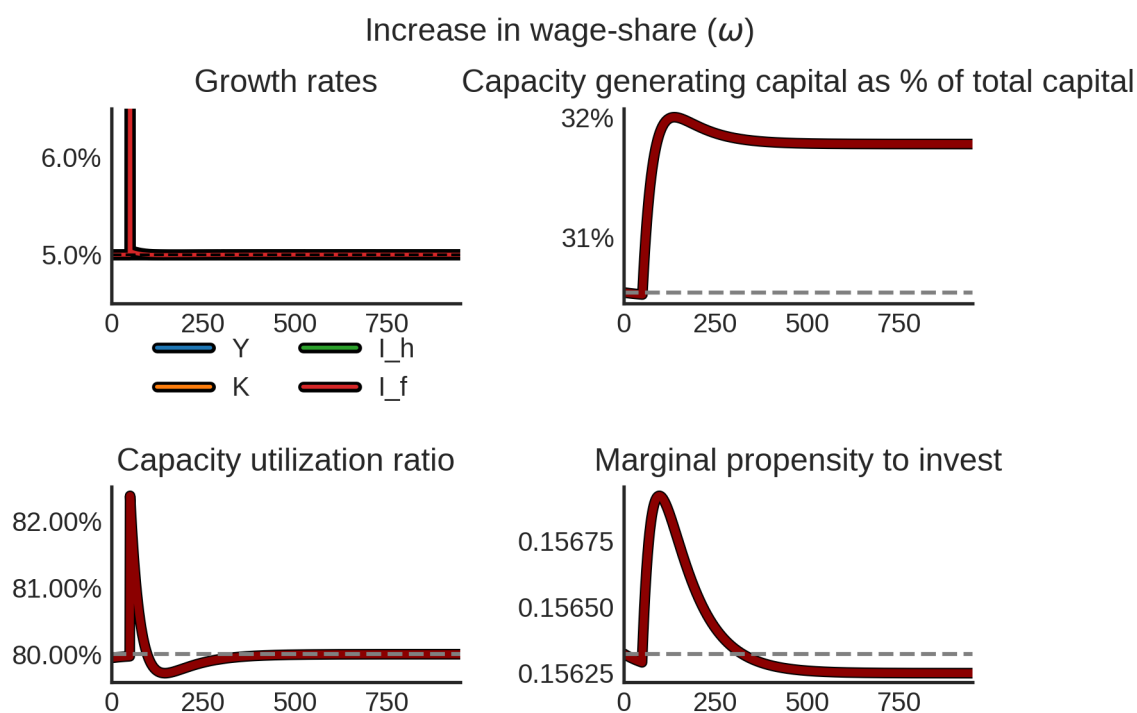 Increase in wage-share (ω)
Growth rates
6.0%
5.0%
0 250 500 750
Y I_h
K I_f
Capacity generating capital as % of total capital
32%
31%
0 250 500 750
Capacity utilization ratio
82.00%
81.00%
80.00%
0 250 500 750
Marginal propensity to invest
0.15675
0.15650
0.15625
0 250 500 750